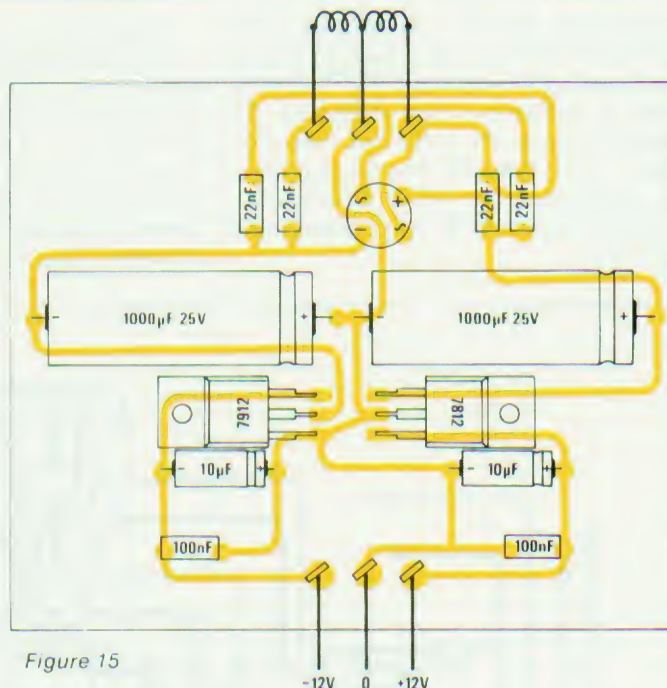 22nF
22nF
22nF
22nF
+
-
- 1000µF 25V +
- 1000µF 25V +
7912
7812
- 10µF +
- 10µF +
100nF
100nF
Figure 15
-12V 0 +12V